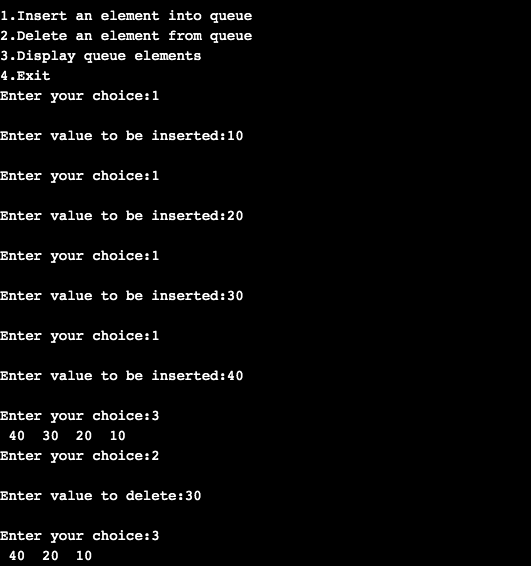 1.Insert an element into queue
2.Delete an element from queue
3.Display queue elements
4.Exit
Enter your choice:1
Enter value to be inserted:10
Enter your choice:1
Enter value to be inserted:20
Enter your choice:1
Enter value to be inserted:30
Enter your choice:1
Enter value to be inserted:40
Enter your choice:3
40 30 20 10
Enter your choice:2
Enter value to delete:30
Enter your choice:3
40 20 10